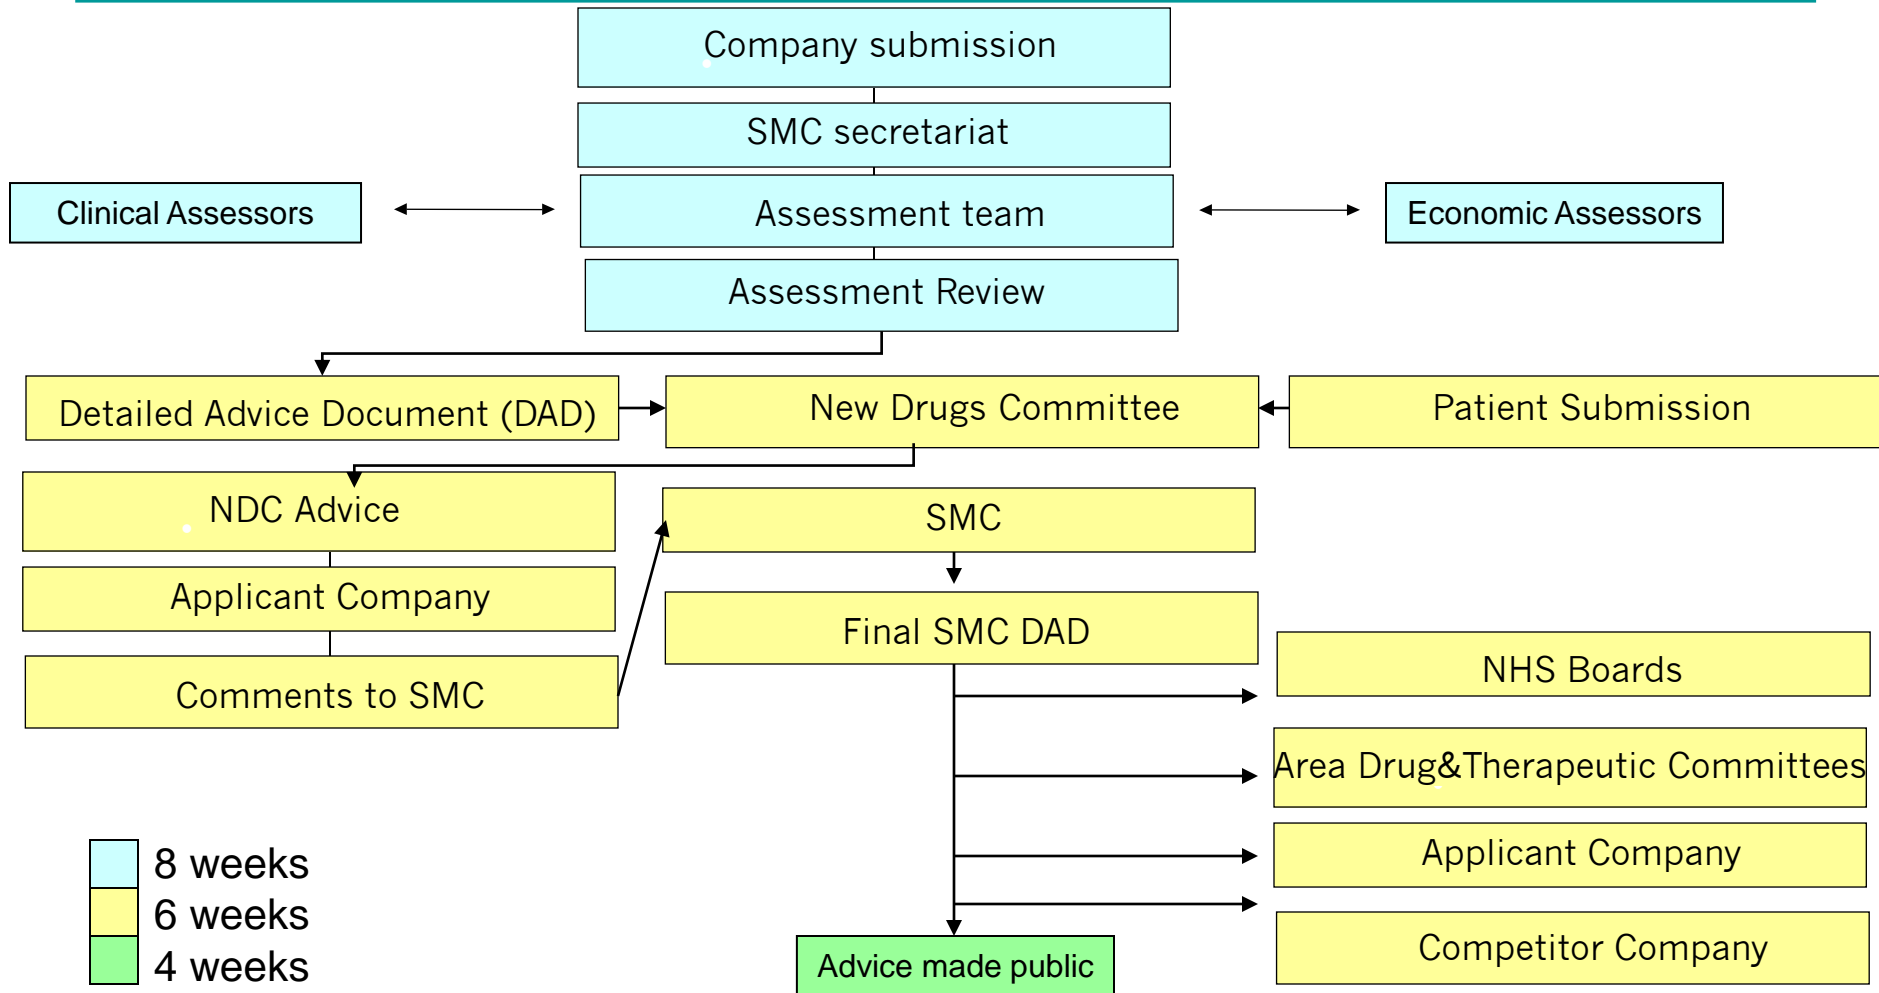 Company submission
SMC secretariat
Clinical Assessors
Assessment team
Economic Assessors
Assessment Review
Detailed Advice Document (DAD)
New Drugs Committee
Patient Submission
NDC Advice
SMC
Applicant Company
Final SMC DAD
Comments to SMC
NHS Boards
Area Drug&Therapeutic Committees
Applicant Company
Competitor Company
Advice made public
8 weeks
6 weeks
4 weeks